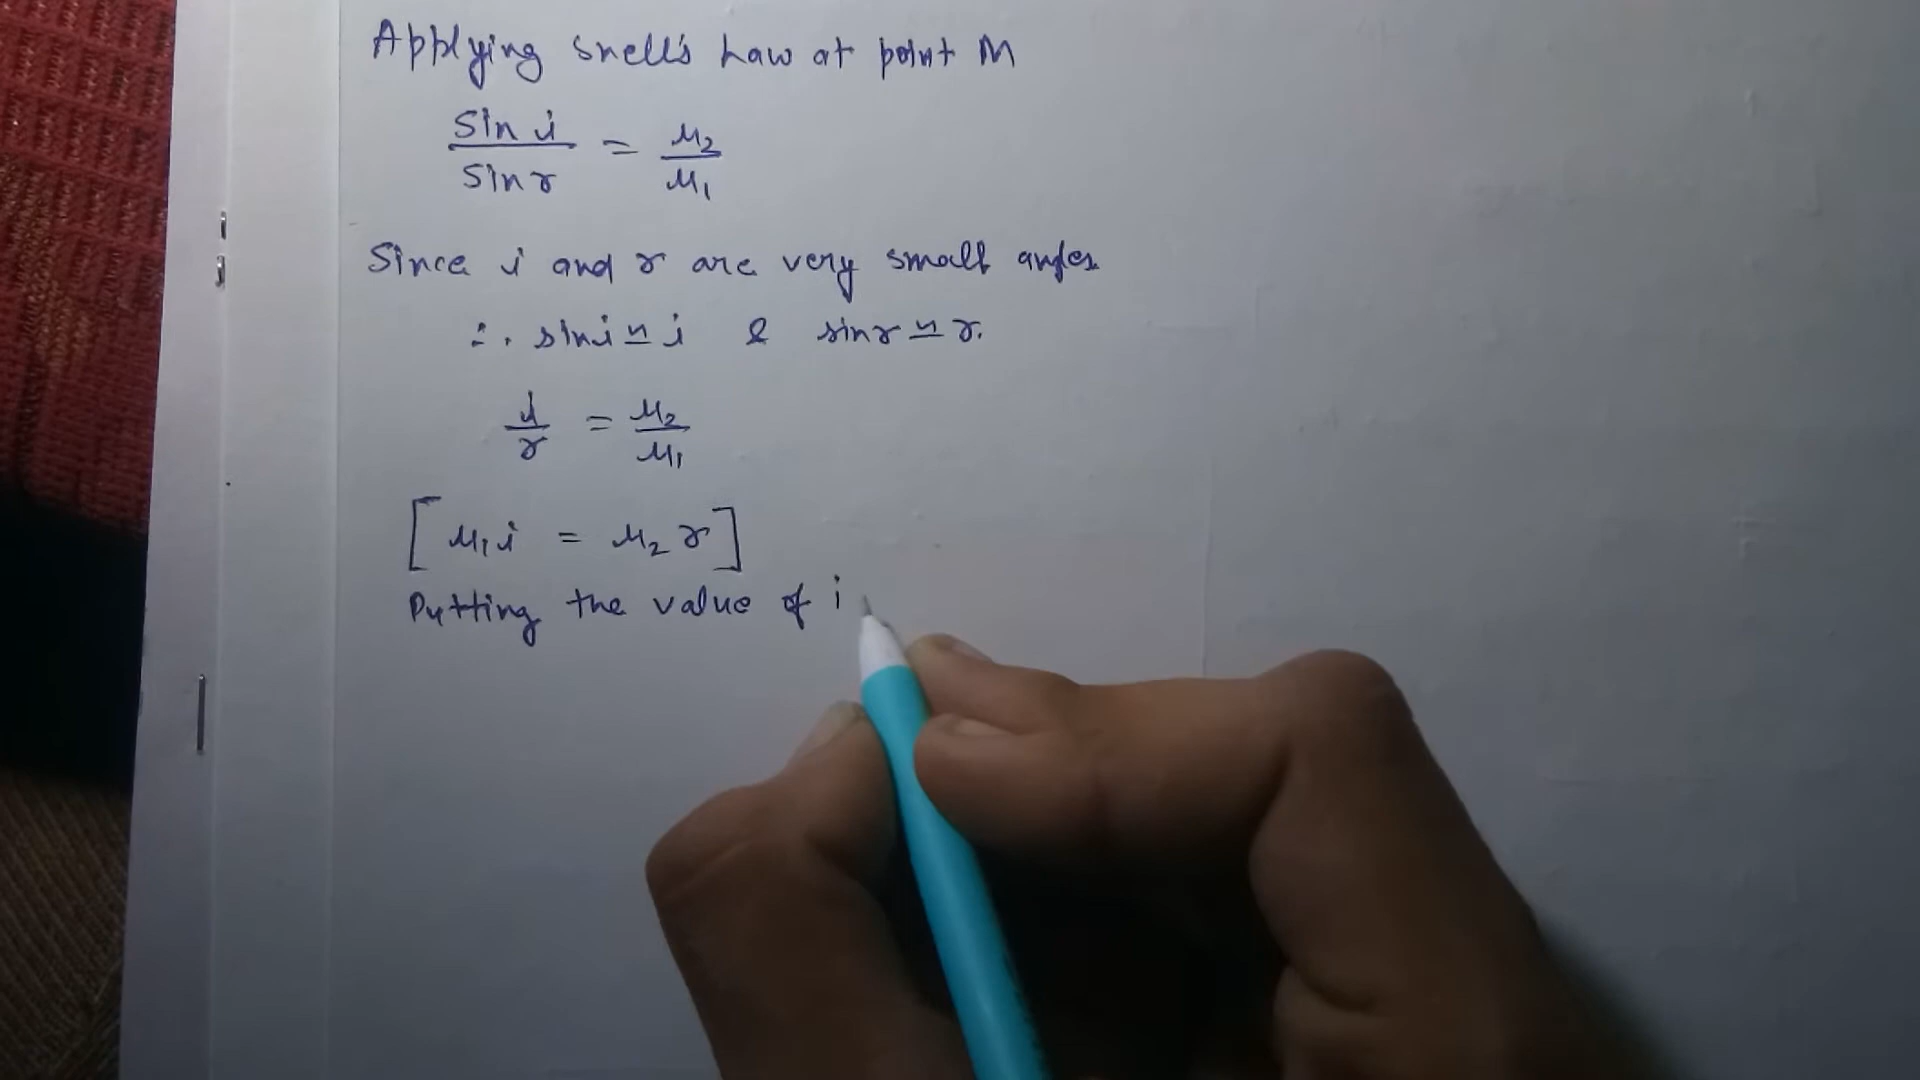 Applying snell's Law at point M
sin i / sin r = μ2 / μ1
Since i and r are very small angles
∴ sin i ≃ i & sin r ≃ r.
i / r = μ2 / μ1
[μ1 i = μ2 r]
Putting the value of i